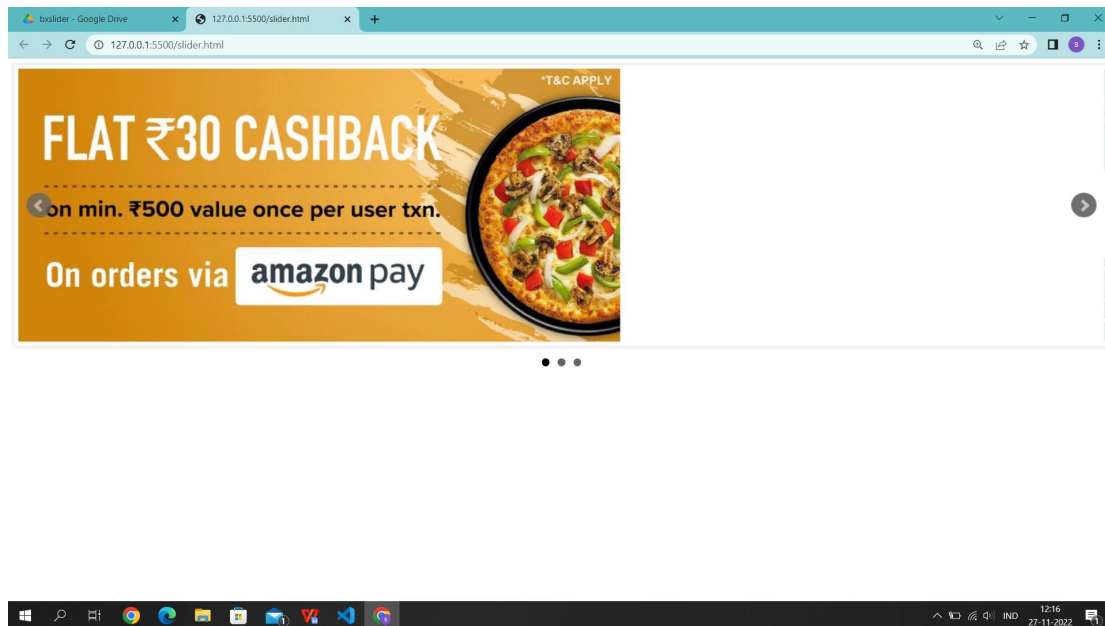 bxslider - Google Drive
127.0.0.1:5500/slider.html
127.0.0.1:5500/slider.html
S
*T&C APPLY
FLAT ₹30 CASHBACK
on min. ₹500 value once per user txn.
On orders via amazon pay
IND
12:16
27-11-2022